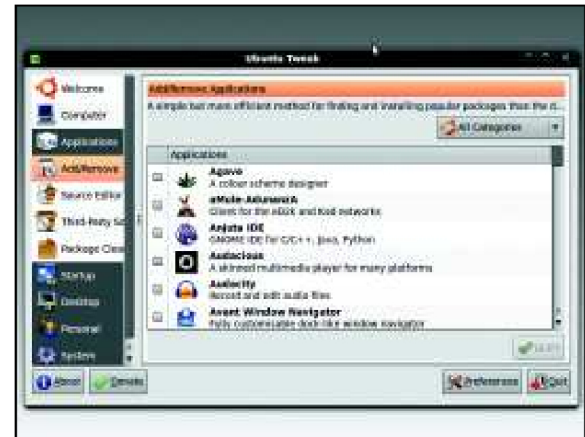 Ubuntu Tweak
Welcome
Computer
Applications
Add/Remove
Source Editor
Third-Party So
Package Clean
Startup
Desktop
Personal
System
Add/Remove Applications
A simple but more efficient method for finding and installing popular packages than the d...
All Categories
Applications
Agave
A colour scheme designer
aMule-AdunanzA
Client for the eD2k and Kad networks
Anjuta IDE
GNOME IDE for C/C++, Java, Python
Audacious
A skinned multimedia player for many platforms
Audacity
Record and edit audio files
Avant Window Navigator
Fully customisable dock-like window navigator
About
Donate
Preferences
Quit